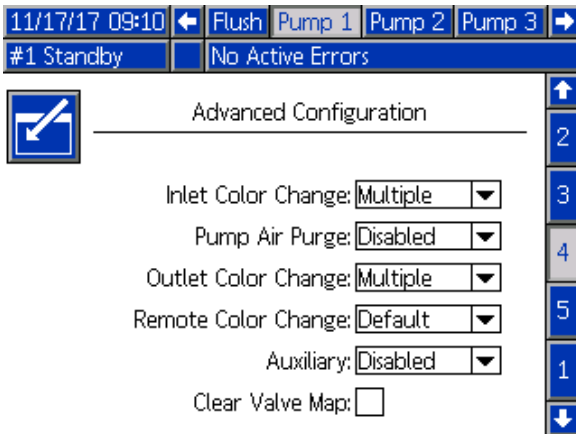 11/17/17 09:10 Flush Pump 1 Pump 2 Pump 3
#1 Standby No Active Errors
Advanced Configuration
2
Inlet Color Change: Multiple
3
Pump Air Purge: Disabled
4
Outlet Color Change: Multiple
Remote Color Change: Default
5
Auxiliary: Disabled
1
Clear Valve Map: